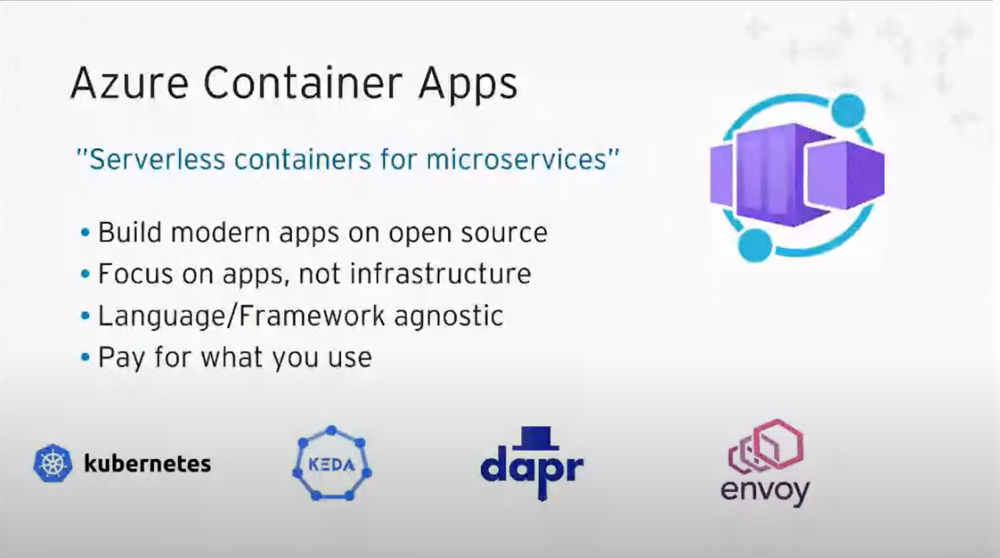 Azure Container Apps
"Serverless containers for microservices"
• Build modern apps on open source
• Focus on apps, not infrastructure
• Language/Framework agnostic
• Pay for what you use
kubernetes
KEDA
dapr
envoy